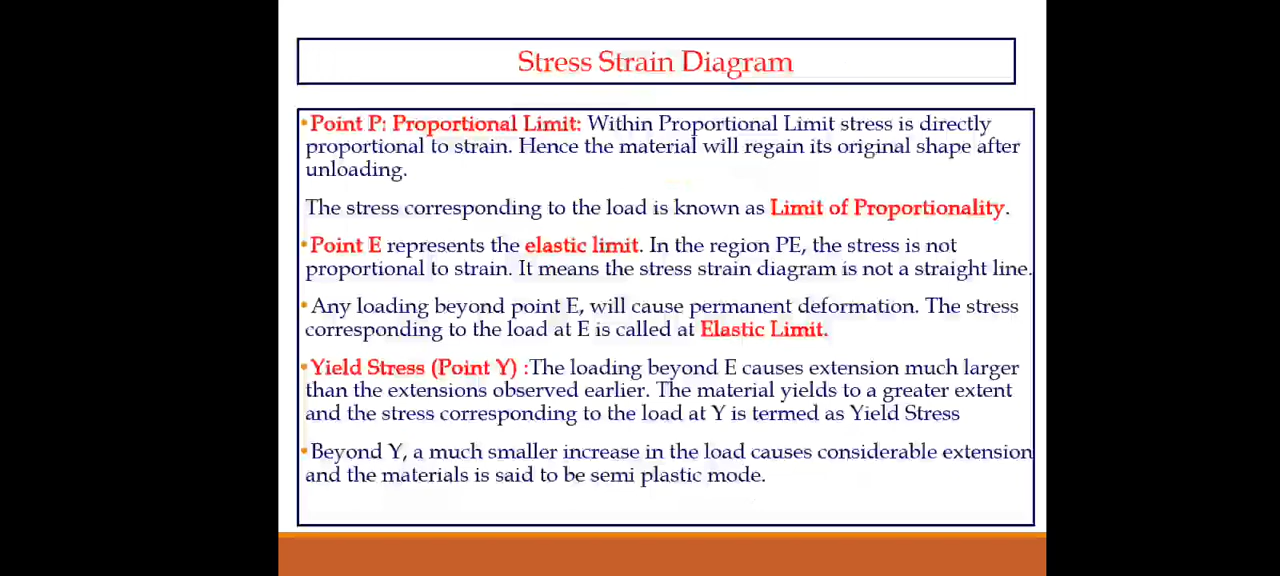 Stress Strain Diagram
•Point P: Proportional Limit: Within Proportional Limit stress is directly
proportional to strain. Hence the material will regain its original shape after
unloading.
The stress corresponding to the load is known as Limit of Proportionality.
•Point E represents the elastic limit. In the region PE, the stress is not
proportional to strain. It means the stress strain diagram is not a straight line.
•Any loading beyond point E, will cause permanent deformation. The stress
corresponding to the load at E is called at Elastic Limit.
•Yield Stress (Point Y) :The loading beyond E causes extension much larger
than the extensions observed earlier. The material yields to a greater extent
and the stress corresponding to the load at Y is termed as Yield Stress
•Beyond Y, a much smaller increase in the load causes considerable extension
and the materials is said to be semi plastic mode.